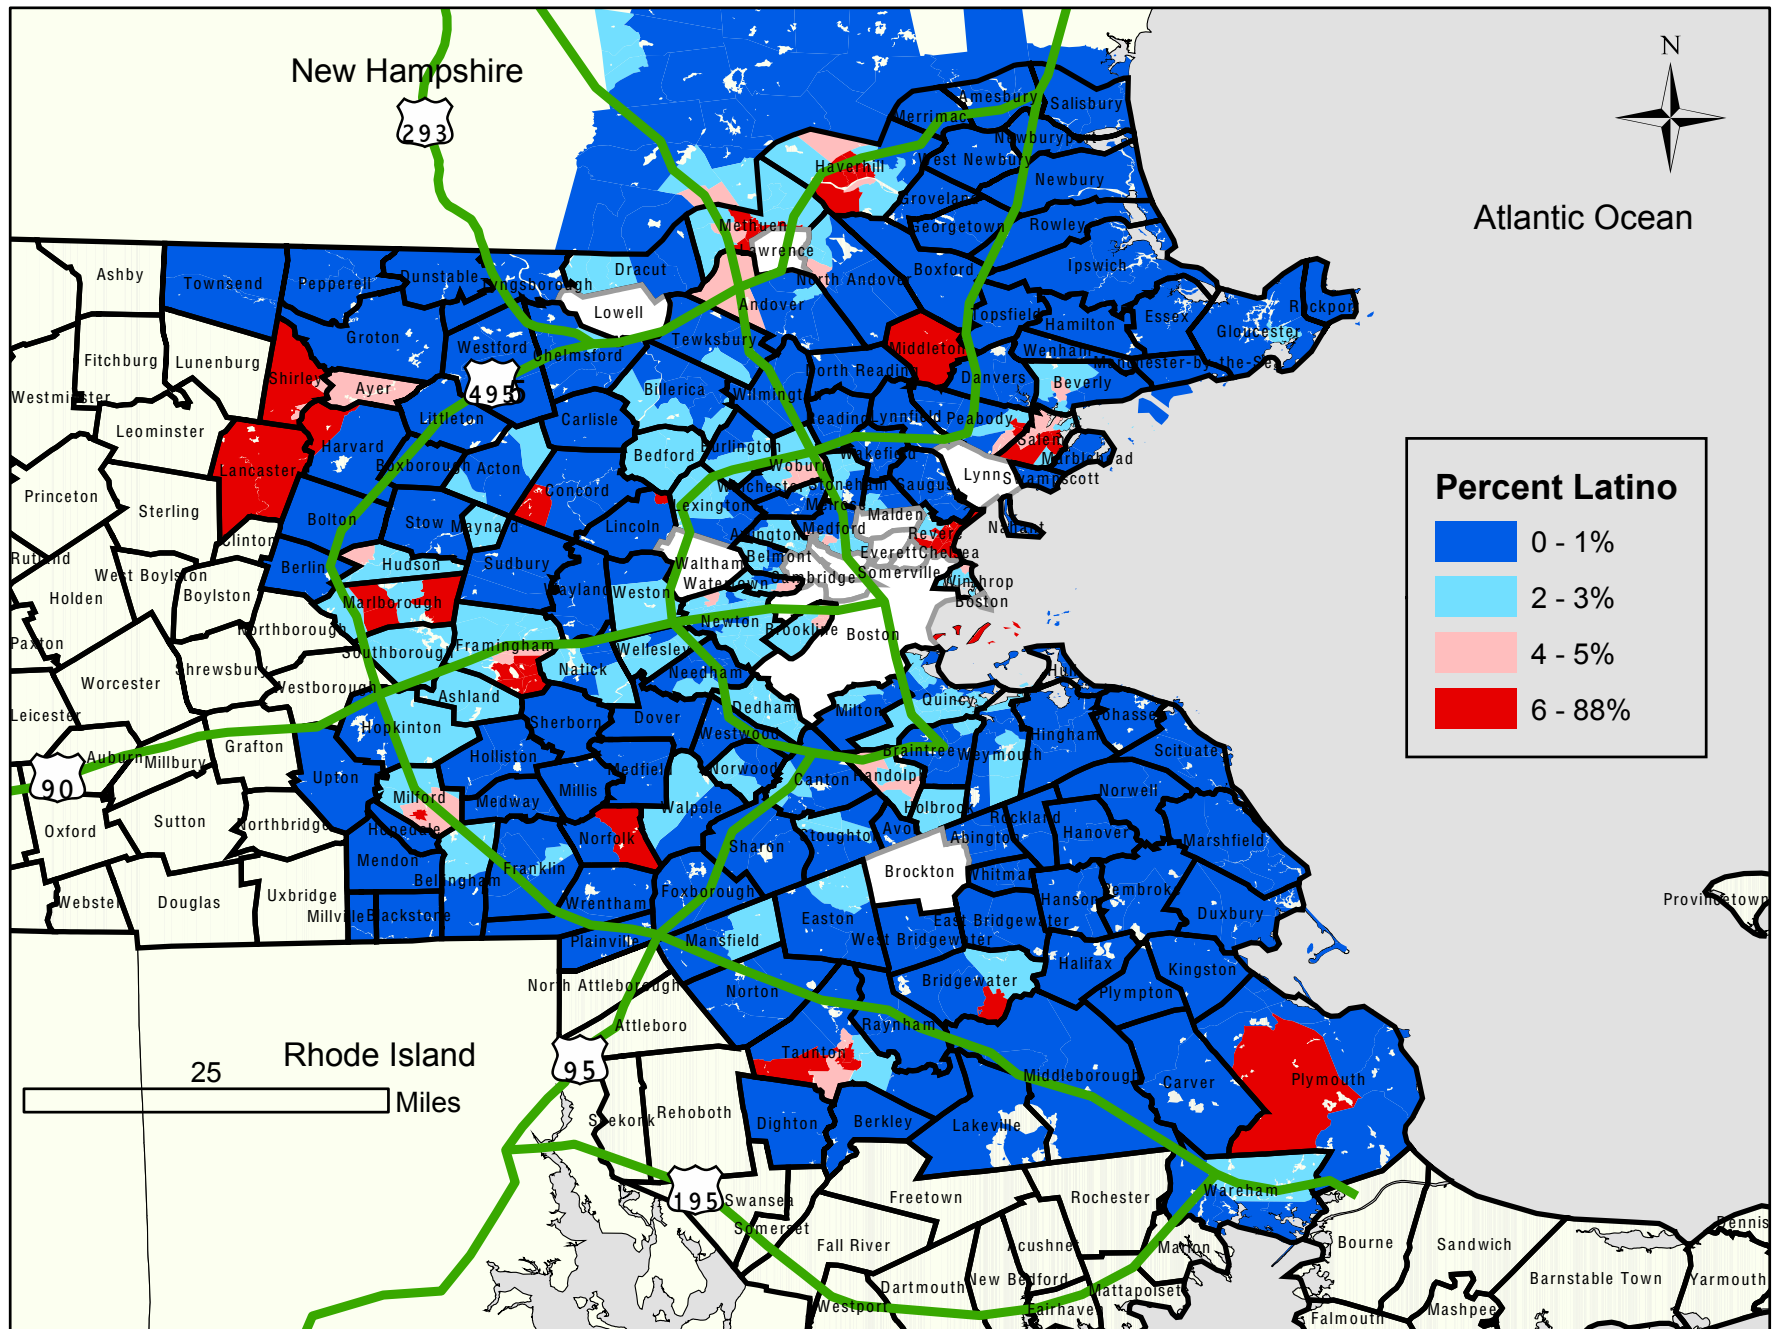 N
New Hampshire
293
Atlantic Ocean
Amesbury
Salisbury
Merrimac
Newburyport
Haverhill
West Newbury
Newbury
Groveland
Georgetown
Rowley
Methuen
Lawrence
Ashby
Townsend
Pepperell
Dunstable
Tyngsborough
Dracut
North Andover
Boxford
Ipswich
Lowell
Andover
Topsfield
Hamilton
Essex
Gloucester
Rockport
Fitchburg
Lunenburg
Groton
Westford
Chelmsford
Tewksbury
Middleton
Wenham
Manchester-by-the-Sea
Shirley
Ayer
495
5
Billerica
Wilmington
North Reading
Danvers
Beverly
Westminster
Leominster
Littleton
Carlisle
Reading
Lynnfield
Peabody
Salem
Harvard
Lancaster
Boxborough
Acton
Bedford
Burlington
Woburn
Wakefield
Marblehead
Princeton
Sterling
Bolton
Stow
Maynard
Concord
Lincoln
Lexington
Winchester
Stoneham
Melrose
Saugus
Lynn
Swampscott
Percent Latino
0 - 1%
2 - 3%
4 - 5%
6 - 88%
Clinton
Arlington
Medford
Malden
Revere
Nahant
Rutland
West Boylston
Berlin
Hudson
Sudbury
Waltham
Belmont
Everett
Chelsea
Holden
Boylston
Marlborough
Wayland
Weston
Watertown
Cambridge
Somerville
Winthrop
Boston
Paxton
Northborough
Southborough
Framingham
Natick
Wellesley
Newton
Brookline
Boston
Worcester
Shrewsbury
Westborough
Ashland
Needham
Leicester
Hopkinton
Sherborn
Dover
Dedham
Milton
Quincy
Hull
Auburn
Millbury
Grafton
Holliston
Westwood
Braintree
Weymouth
Hingham
Cohasset
Scituate
90
Upton
Milford
Medway
Millis
Medfield
Norwood
Canton
Randolph
Holbrook
Norwell
Oxford
Sutton
Northbridge
Hopedale
Norfolk
Walpole
Sharon
Stoughton
Avon
Abington
Rockland
Hanover
Marshfield
Mendon
Bellingham
Franklin
Foxborough
Brockton
Whitman
Hanson
Pembroke
Webster
Douglas
Uxbridge
Millville
Blackstone
Wrentham
Easton
East Bridgewater
Duxbury
Provincetown
Plainville
Mansfield
West Bridgewater
Halifax
Kingston
North Attleborough
Norton
Bridgewater
Plympton
Attleboro
Raynham
Rhode Island
95
Taunton
Middleborough
Carver
Plymouth
25
Miles
Seekonk
Rehoboth
Dighton
Berkley
Lakeville
195
Swansea
Freetown
Rochester
Wareham
Somerset
Fall River
Acushnet
Marion
Bourne
Sandwich
Dennis
Dartmouth
New Bedford
Mattapoisett
Barnstable Town
Yarmouth
Westport
Fairhaven
Falmouth
Mashpee